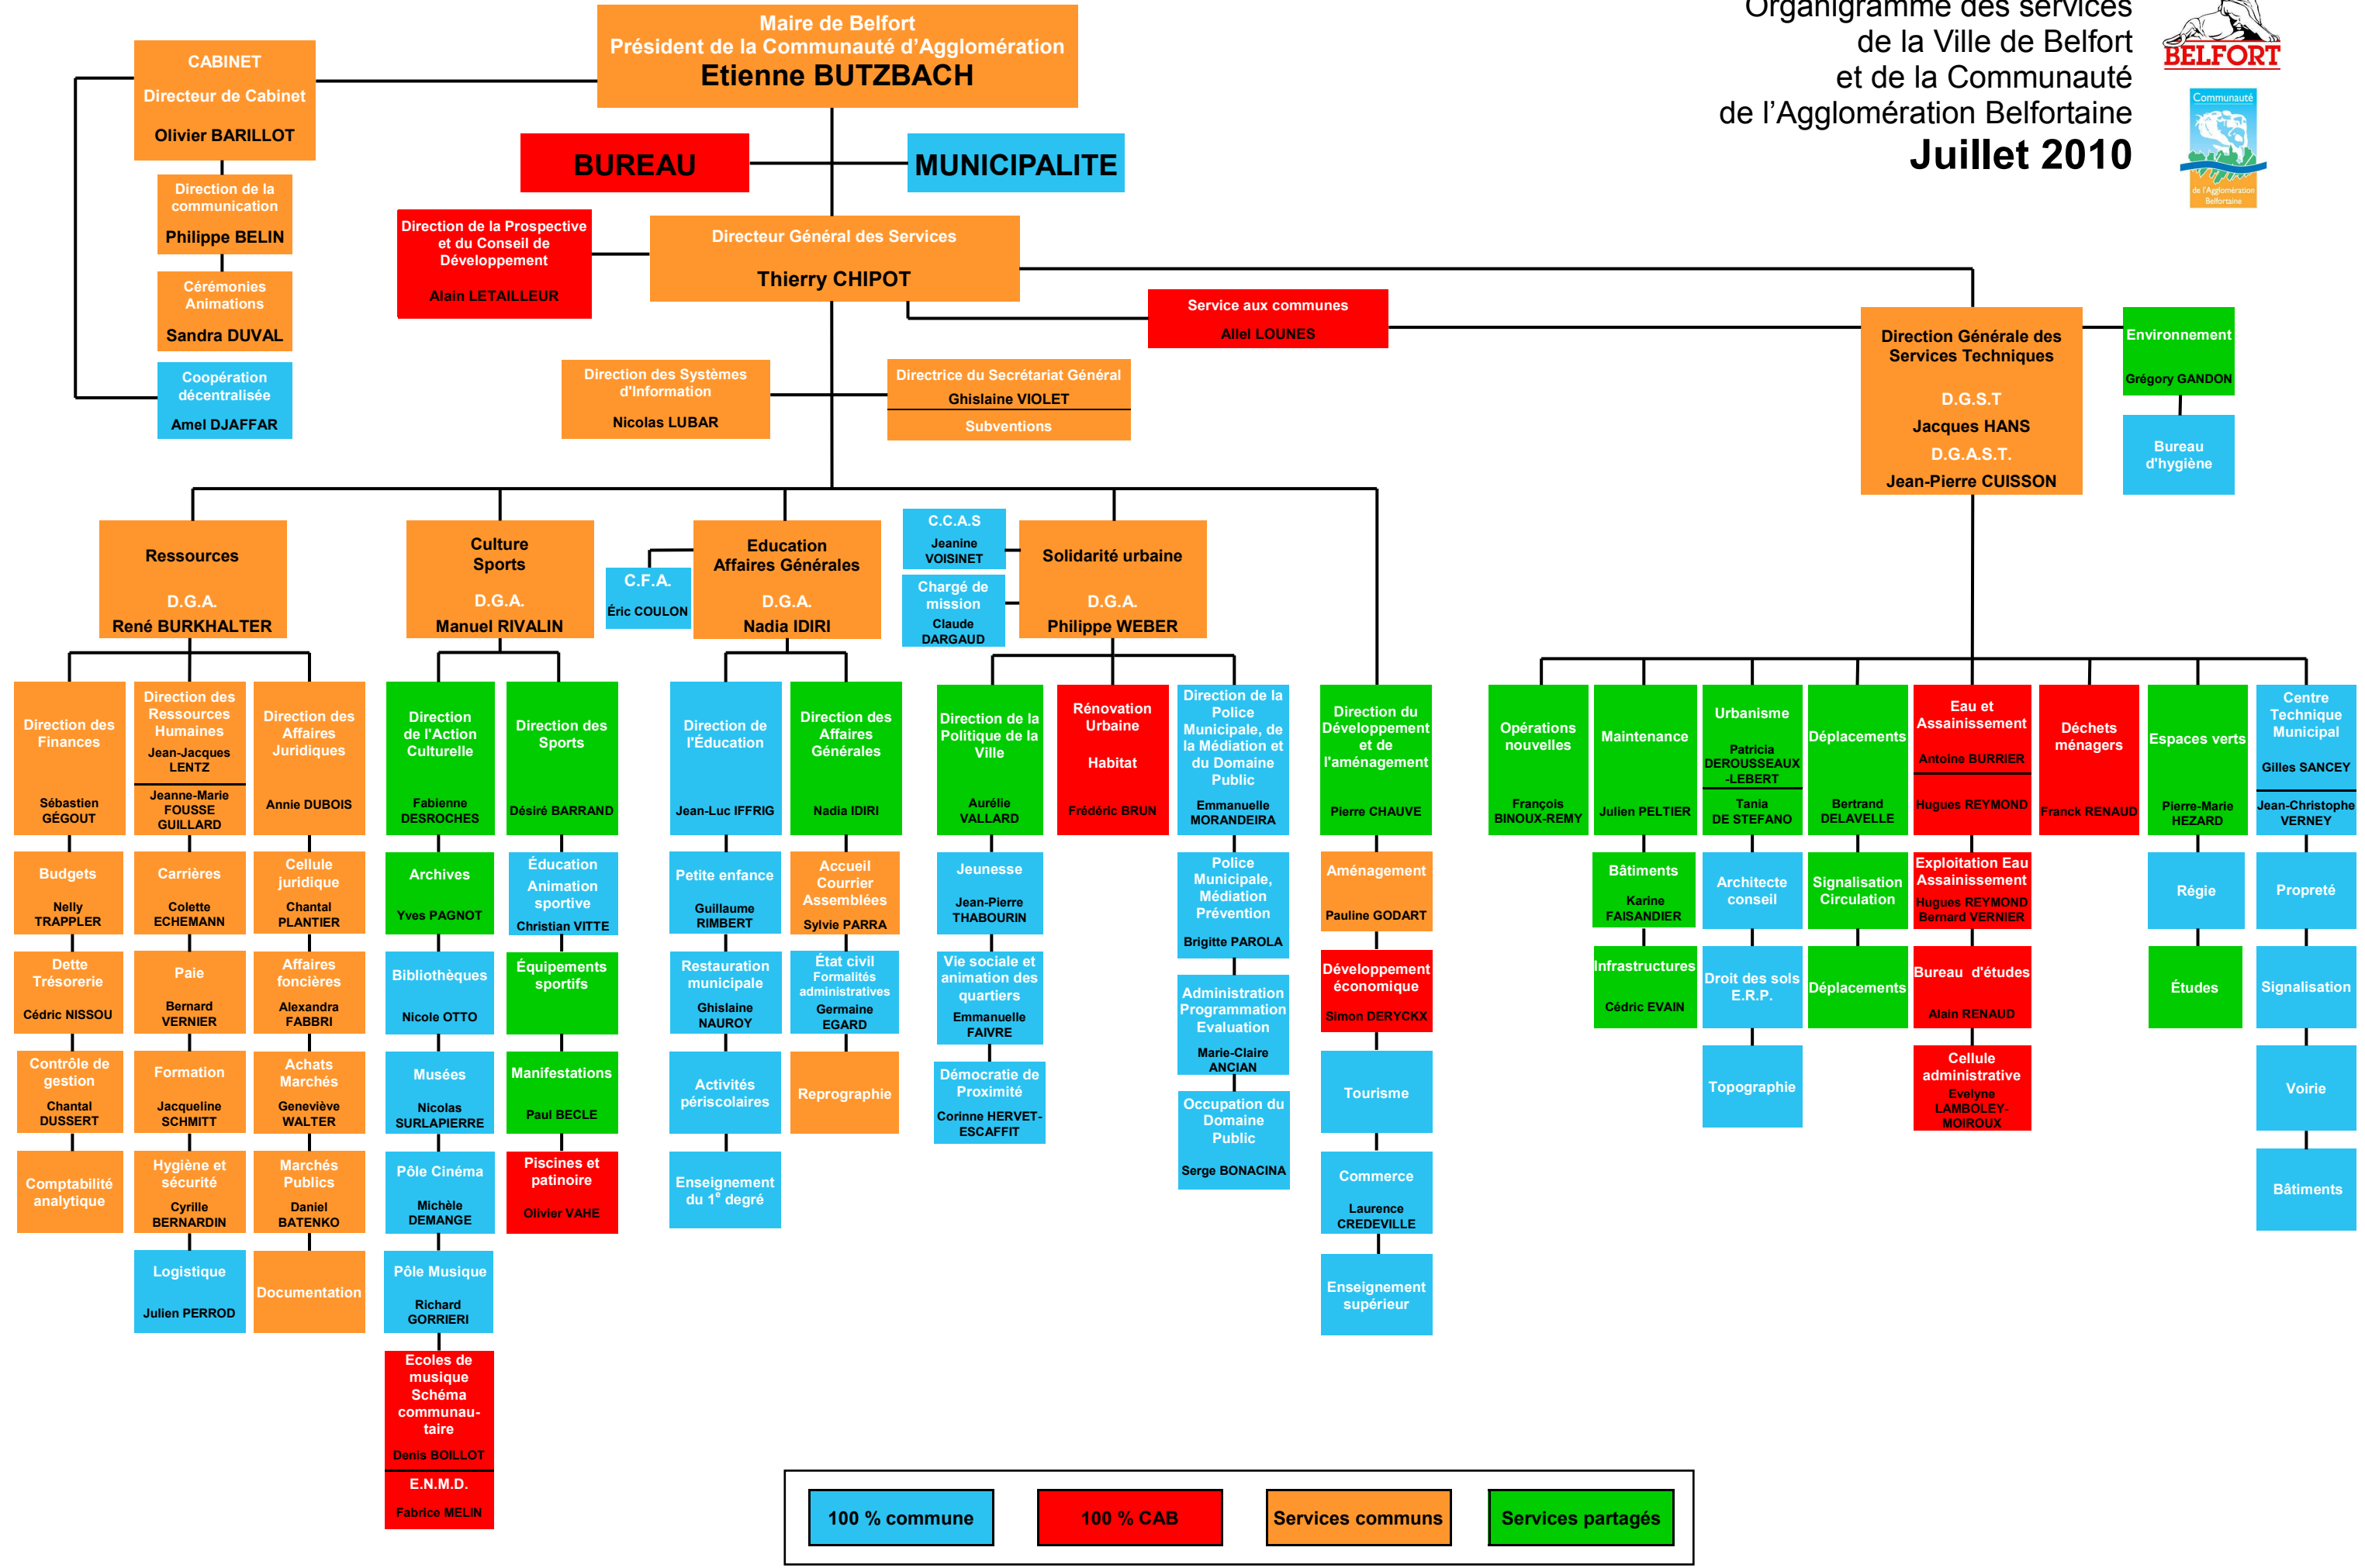 Organigramme des services
de la Ville de Belfort
et de la Communauté
de l'Agglomération Belfortaine
Juillet 2010
BELFORT
Communauté
de l'Agglomération
Belfortaine
Maire de Belfort
Président de la Communauté d'Agglomération
Etienne BUTZBACH
CABINET
Directeur de Cabinet
Olivier BARILLOT
Direction de la
communication
Philippe BELIN
Cérémonies
Animations
Sandra DUVAL
Coopération
décentralisée
Amel DJAFFAR
BUREAU
MUNICIPALITE
Direction de la Prospective
et du Conseil de
Développement
Alain LETAILLEUR
Directeur Général des Services
Thierry CHIPOT
Service aux communes
Allel LOUNES
Direction des Systèmes
d'Information
Nicolas LUBAR
Directrice du Secrétariat Général
Ghislaine VIOLET
Subventions
Direction Générale des
Services Techniques
D.G.S.T
Jacques HANS
D.G.A.S.T.
Jean-Pierre CUISSON
Environnement
Grégory GANDON
Bureau
d'hygiène
Ressources
D.G.A.
René BURKHALTER
Culture
Sports
D.G.A.
Manuel RIVALIN
C.F.A.
Éric COULON
Education
Affaires Générales
D.G.A.
Nadia IDIRI
C.C.A.S
Jeanine
VOISINET
Chargé de
mission
Claude
DARGAUD
Solidarité urbaine
D.G.A.
Philippe WEBER
Direction des
Finances
Sébastien
GÉGOUT
Budgets
Nelly
TRAPPLER
Dette
Trésorerie
Cédric NISSOU
Contrôle de
gestion
Chantal
DUSSERT
Comptabilité
analytique
Direction des
Ressources
Humaines
Jean-Jacques
LENTZ
Jeanne-Marie
FOUSSE
GUILLARD
Carrières
Colette
ECHEMANN
Paie
Bernard
VERNIER
Formation
Jacqueline
SCHMITT
Hygiène et
sécurité
Cyrille
BERNARDIN
Logistique
Julien PERROD
Direction des
Affaires
Juridiques
Annie DUBOIS
Cellule
juridique
Chantal
PLANTIER
Affaires
foncières
Alexandra
FABBRI
Achats
Marchés
Geneviève
WALTER
Marchés
Publics
Daniel
BATENKO
Documentation
Direction
de l'Action
Culturelle
Fabienne
DESROCHES
Archives
Yves PAGNOT
Bibliothèques
Nicole OTTO
Musées
Nicolas
SURLAPIERRE
Pôle Cinéma
Michèle
DEMANGE
Pôle Musique
Richard
GORRIERI
Ecoles de
musique
Schéma
communau-
taire
Denis BOILLOT
E.N.M.D.
Fabrice MELIN
Direction des
Sports
Désiré BARRAND
Éducation
Animation
sportive
Christian VITTE
Équipements
sportifs
Manifestations
Paul BECLE
Piscines et
patinoire
Olivier VAHE
Direction de
l'Éducation
Jean-Luc IFFRIG
Petite enfance
Guillaume
RIMBERT
Restauration
municipale
Ghislaine
NAUROY
Activités
périscolaires
Enseignement
du 1e degré
Direction des
Affaires
Générales
Nadia IDIRI
Accueil
Courrier
Assemblées
Sylvie PARRA
État civil
Formalités
administratives
Germaine
EGARD
Reprographie
Direction de la
Politique de la
Ville
Aurélie
VALLARD
Jeunesse
Jean-Pierre
THABOURIN
Vie sociale et
animation des
quartiers
Emmanuelle
FAIVRE
Démocratie de
Proximité
Corinne HERVET-
ESCAFFIT
Rénovation
Urbaine
Habitat
Frédéric BRUN
Direction de la
Police
Municipale, de
la Médiation et
du Domaine
Public
Emmanuelle
MORANDEIRA
Police
Municipale,
Médiation
Prévention
Brigitte PAROLA
Administration
Programmation
Evaluation
Marie-Claire
ANCIAN
Occupation du
Domaine
Public
Serge BONACINA
Direction du
Développement
et de
l'aménagement
Pierre CHAUVE
Aménagement
Pauline GODART
Développement
économique
Simon DERYCKX
Tourisme
Commerce
Laurence
CREDEVILLE
Enseignement
supérieur
Opérations
nouvelles
François
BINOUX-REMY
Maintenance
Julien PELTIER
Bâtiments
Karine
FAISANDIER
Infrastructures
Cédric EVAIN
Urbanisme
Patricia
DEROUSSEAUX
-LEBERT
Tania
DE STEFANO
Architecte
conseil
Droit des sols
E.R.P.
Topographie
Déplacements
Bertrand
DELAVELLE
Signalisation
Circulation
Déplacements
Eau et
Assainissement
Antoine BURRIER
Hugues REYMOND
Exploitation Eau
Assainissement
Hugues REYMOND
Bernard VERNIER
Bureau d'études
Alain RENAUD
Cellule
administrative
Evelyne
LAMBOLEY-
MOIROUX
Déchets
ménagers
Franck RENAUD
Espaces verts
Pierre-Marie
HEZARD
Régie
Études
Centre
Technique
Municipal
Gilles SANCEY
Jean-Christophe
VERNEY
Propreté
Signalisation
Voirie
Bâtiments
100 % commune
100 % CAB
Services communs
Services partagés